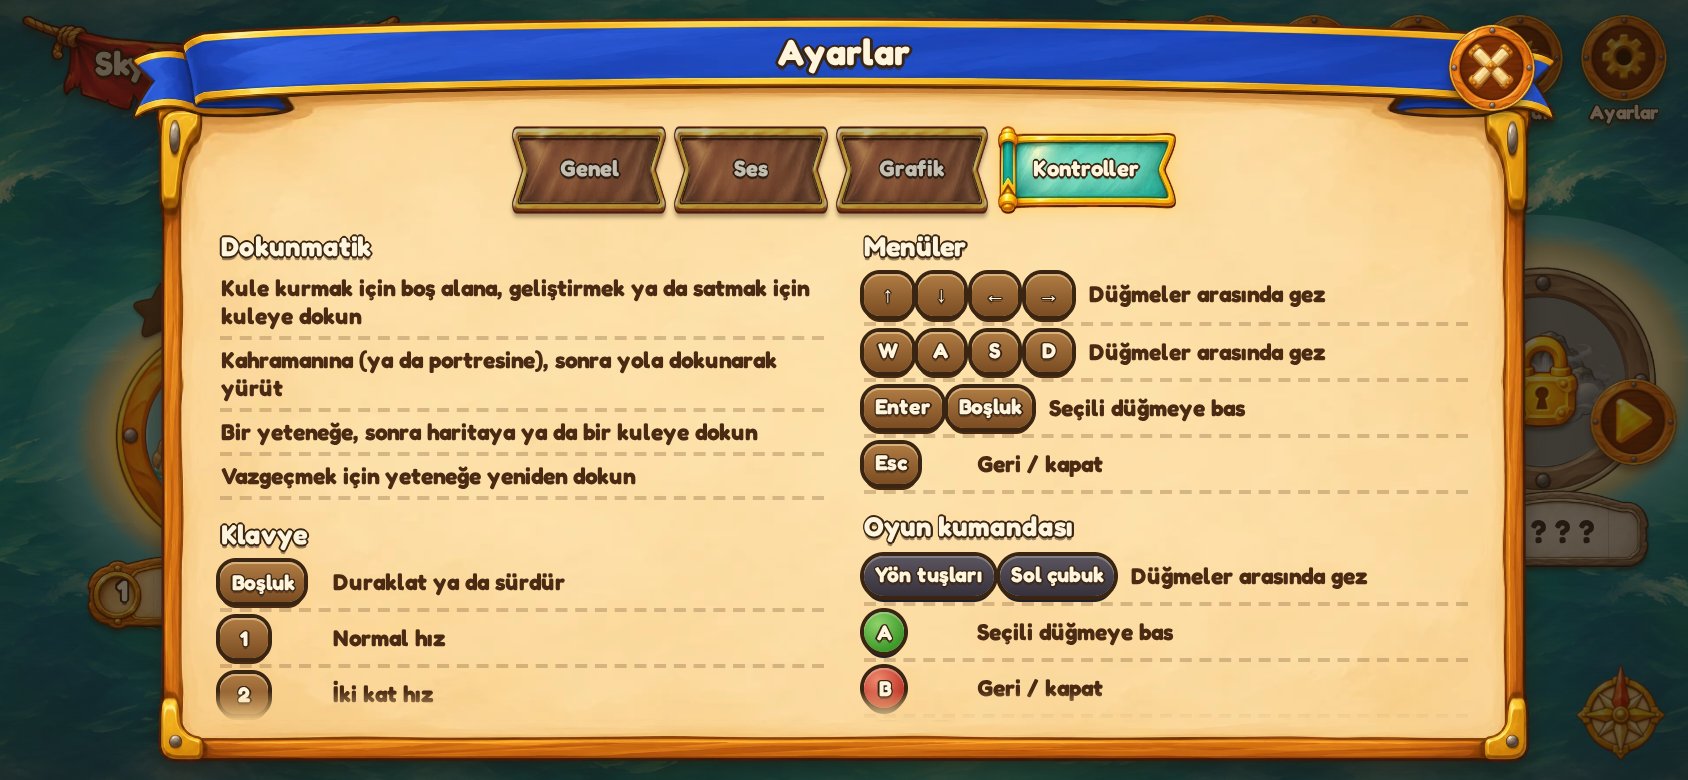 Sky
Ayarlar
Ayarlar
Genel
Ses
Grafik
Kontroller
Dokunmatik
Kule kurmak için boş alana, geliştirmek ya da satmak için
kuleye dokun
Kahramanına (ya da portresine), sonra yola dokunarak
yürüt
Bir yeteneğe, sonra haritaya ya da bir kuleye dokun
Vazgeçmek için yeteneğe yeniden dokun
Klavye
Boşluk Duraklat ya da sürdür
1 Normal hız
2 İki kat hız
Menüler
↑ ↓ ← → Düğmeler arasında gez
W A S D Düğmeler arasında gez
Enter Boşluk Seçili düğmeye bas
Esc Geri / kapat
Oyun kumandası
Yön tuşları Sol çubuk Düğmeler arasında gez
A Seçili düğmeye bas
B Geri / kapat
1
? ? ?